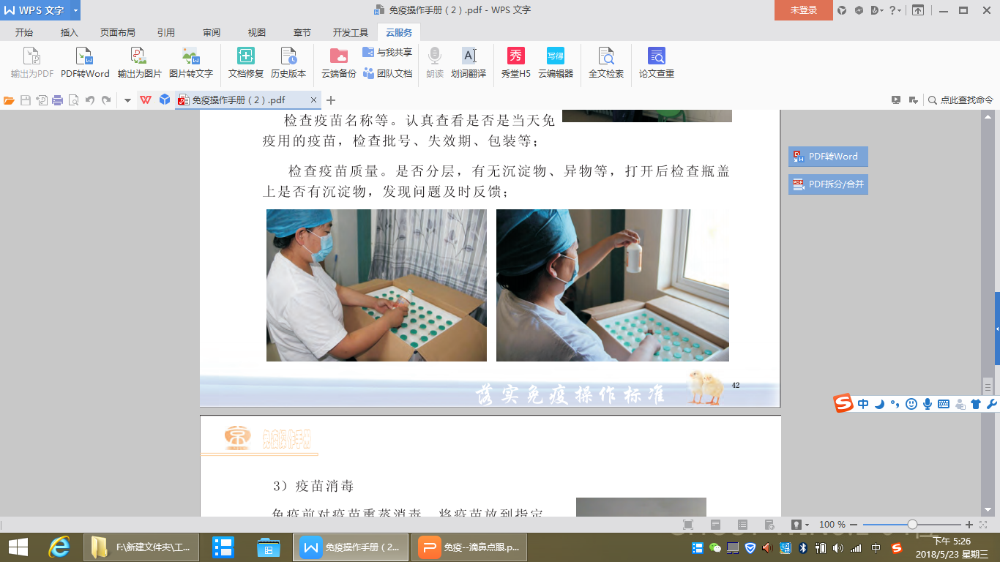 WPS 文字
免疫操作手册（2）.pdf - WPS 文字
未登录
开始 插入 页面布局 引用 审阅 视图 章节 开发工具 云服务
输出为PDF PDF转Word 输出为图片 图片转文字 文档修复 历史版本 云端备份 与我共享 团队文档 朗读 划词翻译 秀堂H5 云编辑器 全文检索 论文查重
秀 写得
免疫操作手册（2）.pdf
点此查找命令
检查疫苗名称等。认真查看是否是当天免
疫用的疫苗，检查批号、失效期、包装等；
检查疫苗质量。是否分层，有无沉淀物、异物等，打开后检查瓶盖
上是否有沉淀物，发现问题及时反馈；
PDF转Word
PDF拆分/合并
落实免疫操作标准
42
中
免疫操作手册
3）疫苗消毒
免疫前对疫苗熏蒸消毒，将疫苗放到指定
100 %
F:\新建文件夹\工...
免疫操作手册（2...
免疫--滴鼻点眼.p...
中
下午 5:26
2018/5/23 星期三